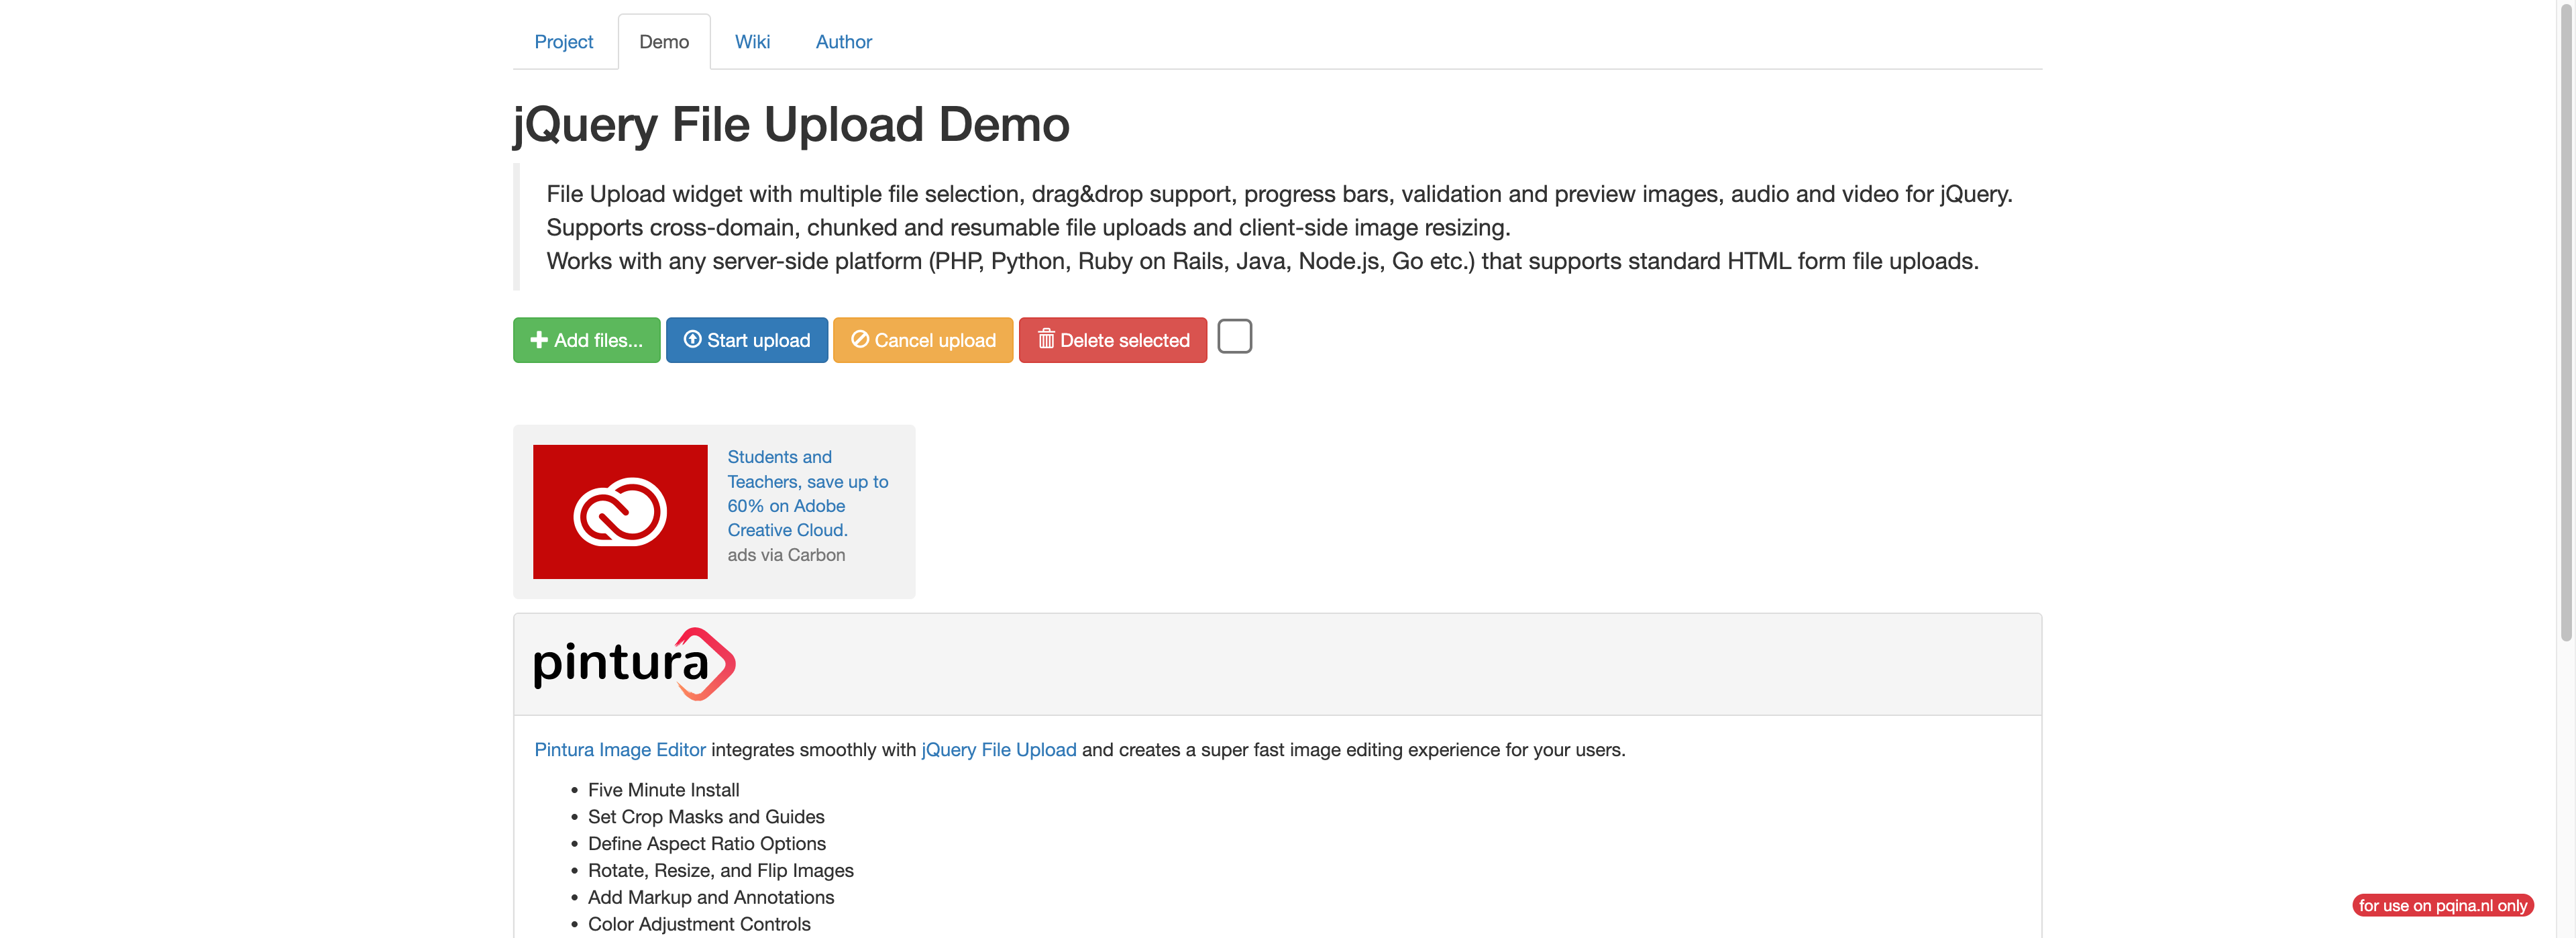 Project Demo Wiki Author
jQuery File Upload Demo
File Upload widget with multiple file selection, drag&drop support, progress bars, validation and preview images, audio and video for jQuery.
Supports cross-domain, chunked and resumable file uploads and client-side image resizing.
Works with any server-side platform (PHP, Python, Ruby on Rails, Java, Node.js, Go etc.) that supports standard HTML form file uploads.
Add files... Start upload Cancel upload Delete selected
Students and
Teachers, save up to
60% on Adobe
Creative Cloud.
ads via Carbon
pintura
Pintura Image Editor integrates smoothly with jQuery File Upload and creates a super fast image editing experience for your users.
• Five Minute Install
• Set Crop Masks and Guides
• Define Aspect Ratio Options
• Rotate, Resize, and Flip Images
• Add Markup and Annotations
• Color Adjustment Controls
for use on pqina.nl only